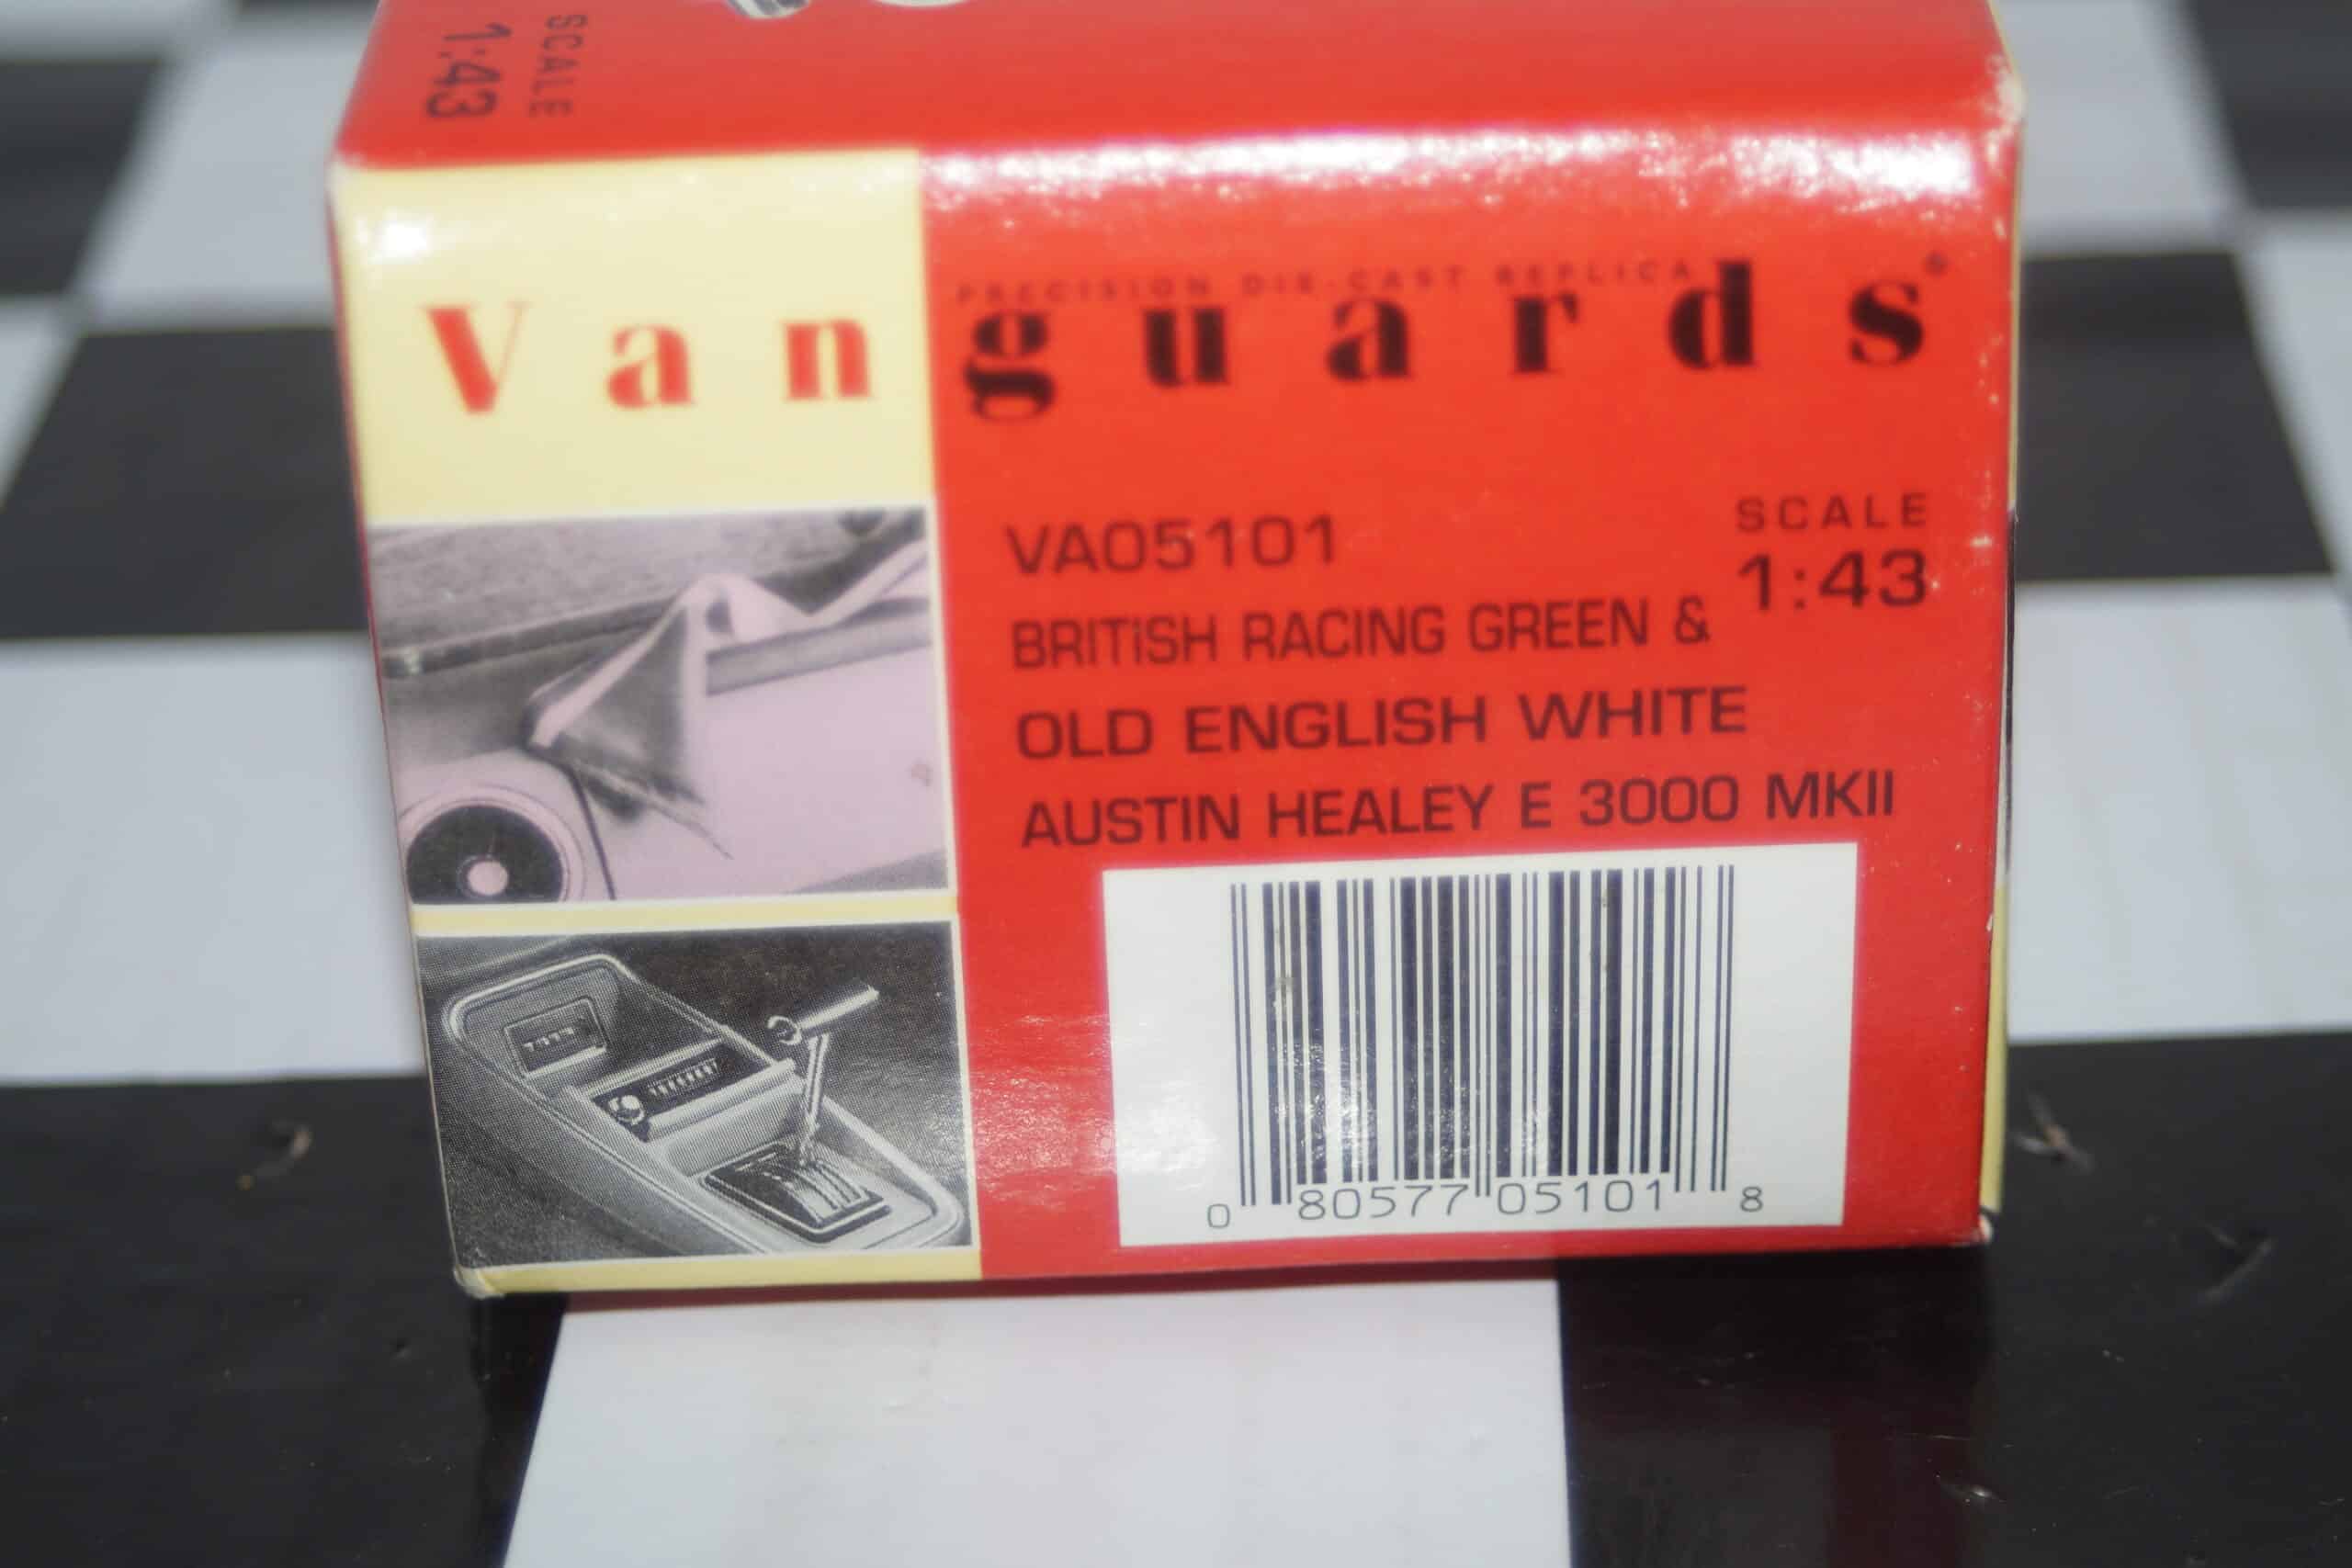 SCALE
1:43
PRECISION DIE-CAST REPLICA
Vanguards
VA05101
SCALE
1:43
BRITISH RACING GREEN &
OLD ENGLISH WHITE
AUSTIN HEALEY E 3000 MKII
0 80577 05101 8